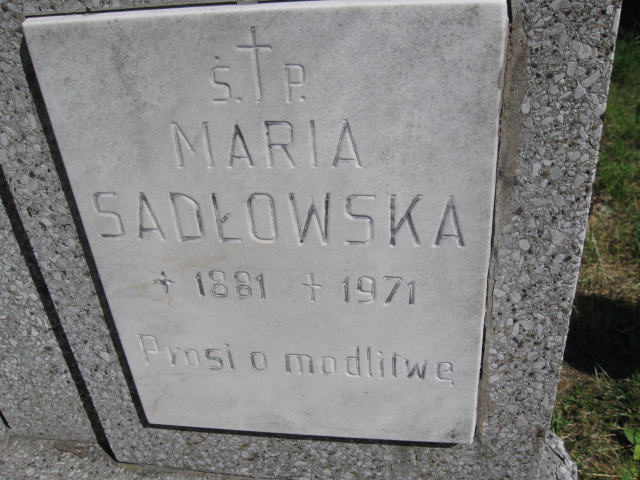 Ś. P.
MARIA
SADŁOWSKA
+ 1881 + 1971
Prosi o modlitwę